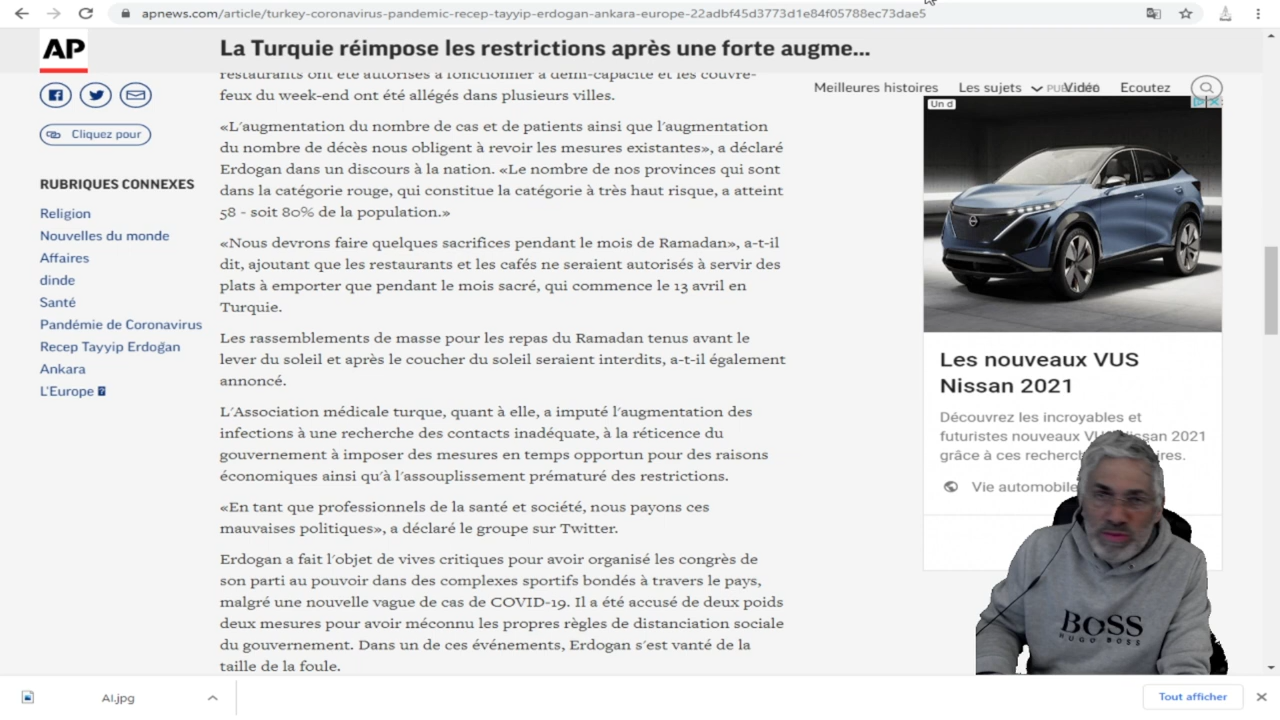 apnews.com/article/turkey-coronavirus-pandemic-recep-tayyip-erdogan-ankara-europe-22adbf45d3773d1e84f05788ec73dae5
AP
La Turquie réimpose les restrictions après une forte augme...
Meilleures histoires
Les sujets
Vidéo
Ecoutez
Cliquez pour
RUBRIQUES CONNEXES
Religion
Nouvelles du monde
Affaires
dinde
Santé
Pandémie de Coronavirus
Recep Tayyip Erdoğan
Ankara
L'Europe
restaurants ont été autorisés à fonctionner à demi-capacité et les couvre-
feux du week-end ont été allégés dans plusieurs villes.
«L'augmentation du nombre de cas et de patients ainsi que l'augmentation
du nombre de décès nous obligent à revoir les mesures existantes», a déclaré
Erdogan dans un discours à la nation. «Le nombre de nos provinces qui sont
dans la catégorie rouge, qui constitue la catégorie à très haut risque, a atteint
58 - soit 80% de la population.»
«Nous devrons faire quelques sacrifices pendant le mois de Ramadan», a-t-il
dit, ajoutant que les restaurants et les cafés ne seraient autorisés à servir des
plats à emporter que pendant le mois sacré, qui commence le 13 avril en
Turquie.
Les rassemblements de masse pour les repas du Ramadan tenus avant le
lever du soleil et après le coucher du soleil seraient interdits, a-t-il également
annoncé.
L'Association médicale turque, quant à elle, a imputé l'augmentation des
infections à une recherche des contacts inadéquate, à la réticence du
gouvernement à imposer des mesures en temps opportun pour des raisons
économiques ainsi qu'à l'assouplissement prématuré des restrictions.
«En tant que professionnels de la santé et société, nous payons ces
mauvaises politiques», a déclaré le groupe sur Twitter.
Erdogan a fait l'objet de vives critiques pour avoir organisé les congrès de
son parti au pouvoir dans des complexes sportifs bondés à travers le pays,
malgré une nouvelle vague de cas de COVID-19. Il a été accusé de deux poids
deux mesures pour avoir méconnu les propres règles de distanciation sociale
du gouvernement. Dans un de ces événements, Erdogan s'est vanté de la
taille de la foule.
Un d
Les nouveaux VUS
Nissan 2021
Découvrez les incroyables et
futuristes nouveaux 2021
grâce à ces
Vie automobile
BOSS
HUGO BOSS
AI.jpg
Tout afficher